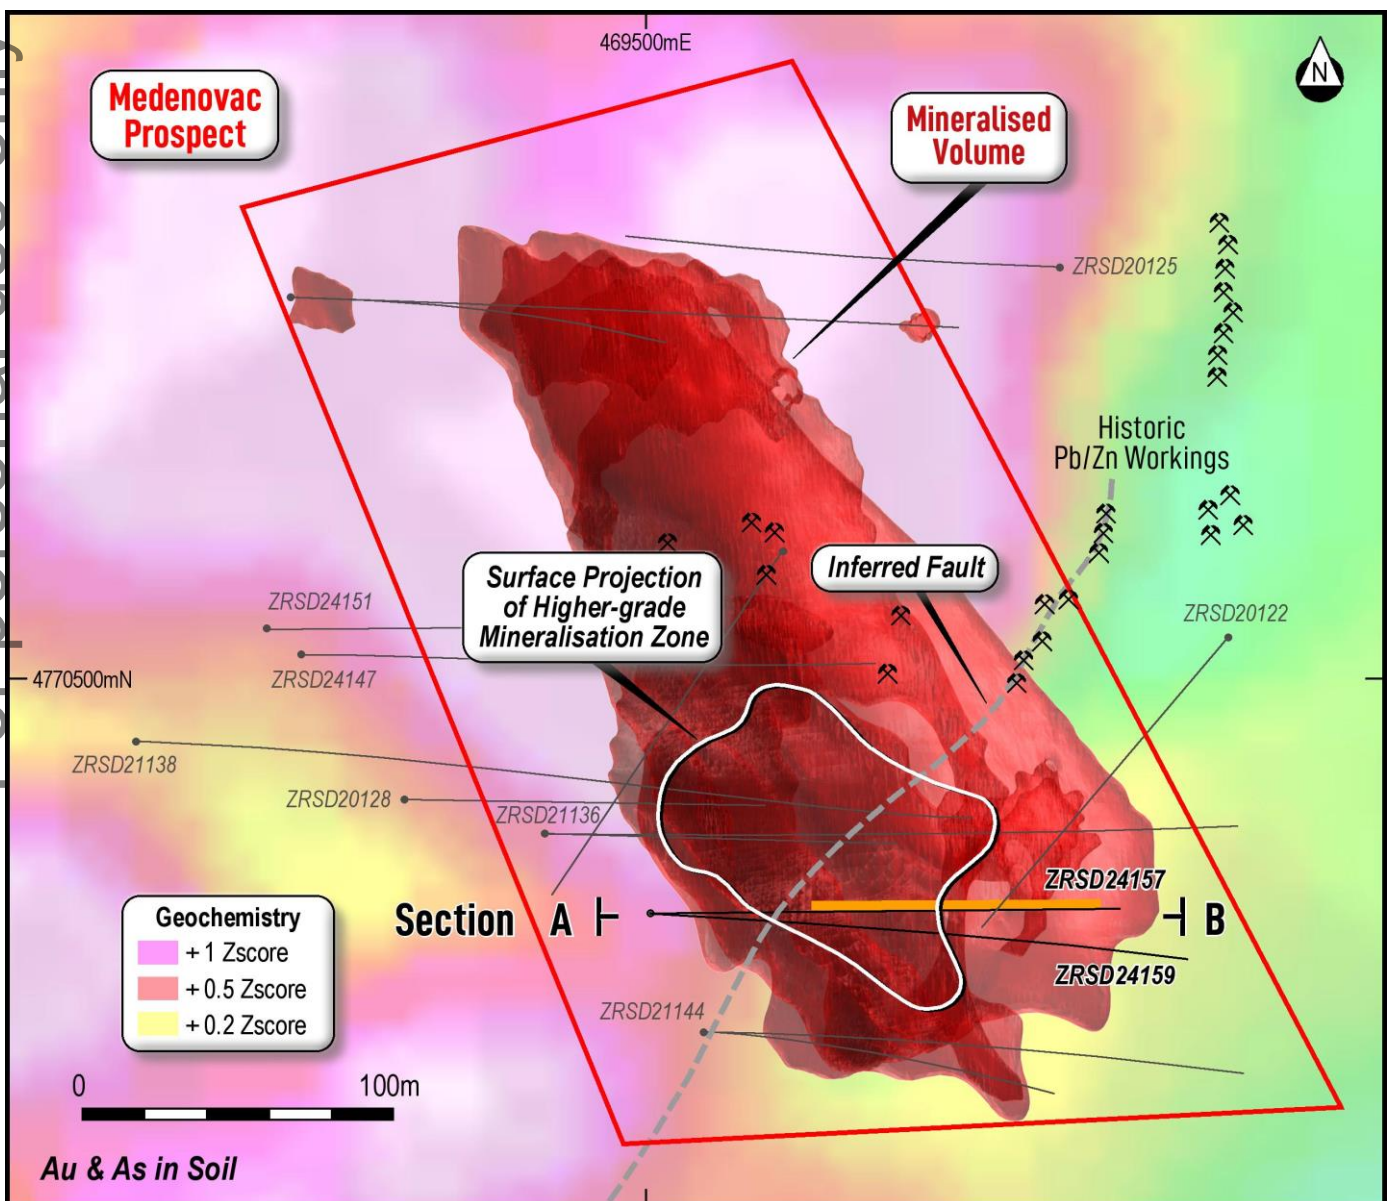 469500mE
N
Medenovac
Prospect
Mineralised
Volume
ZRSD20125
Historic
Pb/Zn Workings
Surface Projection
of Higher-grade
Mineralisation Zone
Inferred Fault
ZRSD24151
ZRSD20122
4770500mN
ZRSD24147
ZRSD21138
ZRSD20128
ZRSD21136
ZRSD24157
Section A
B
ZRSD24159
Geochemistry
+ 1 Zscore
+ 0.5 Zscore
+ 0.2 Zscore
ZRSD21144
0 100m
Au & As in Soil